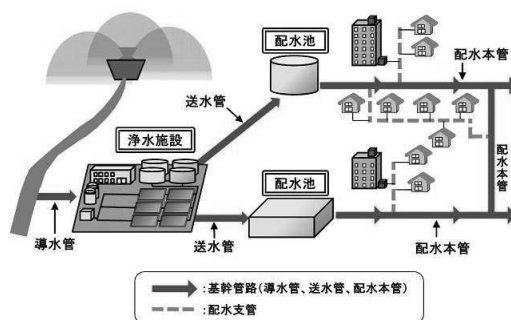 配水池
配水本管
送水管
浄水施設
配水池
配水本管
導水管
送水管
配水本管
:基幹管路(導水管、送水管、配水本管)
:配水支管